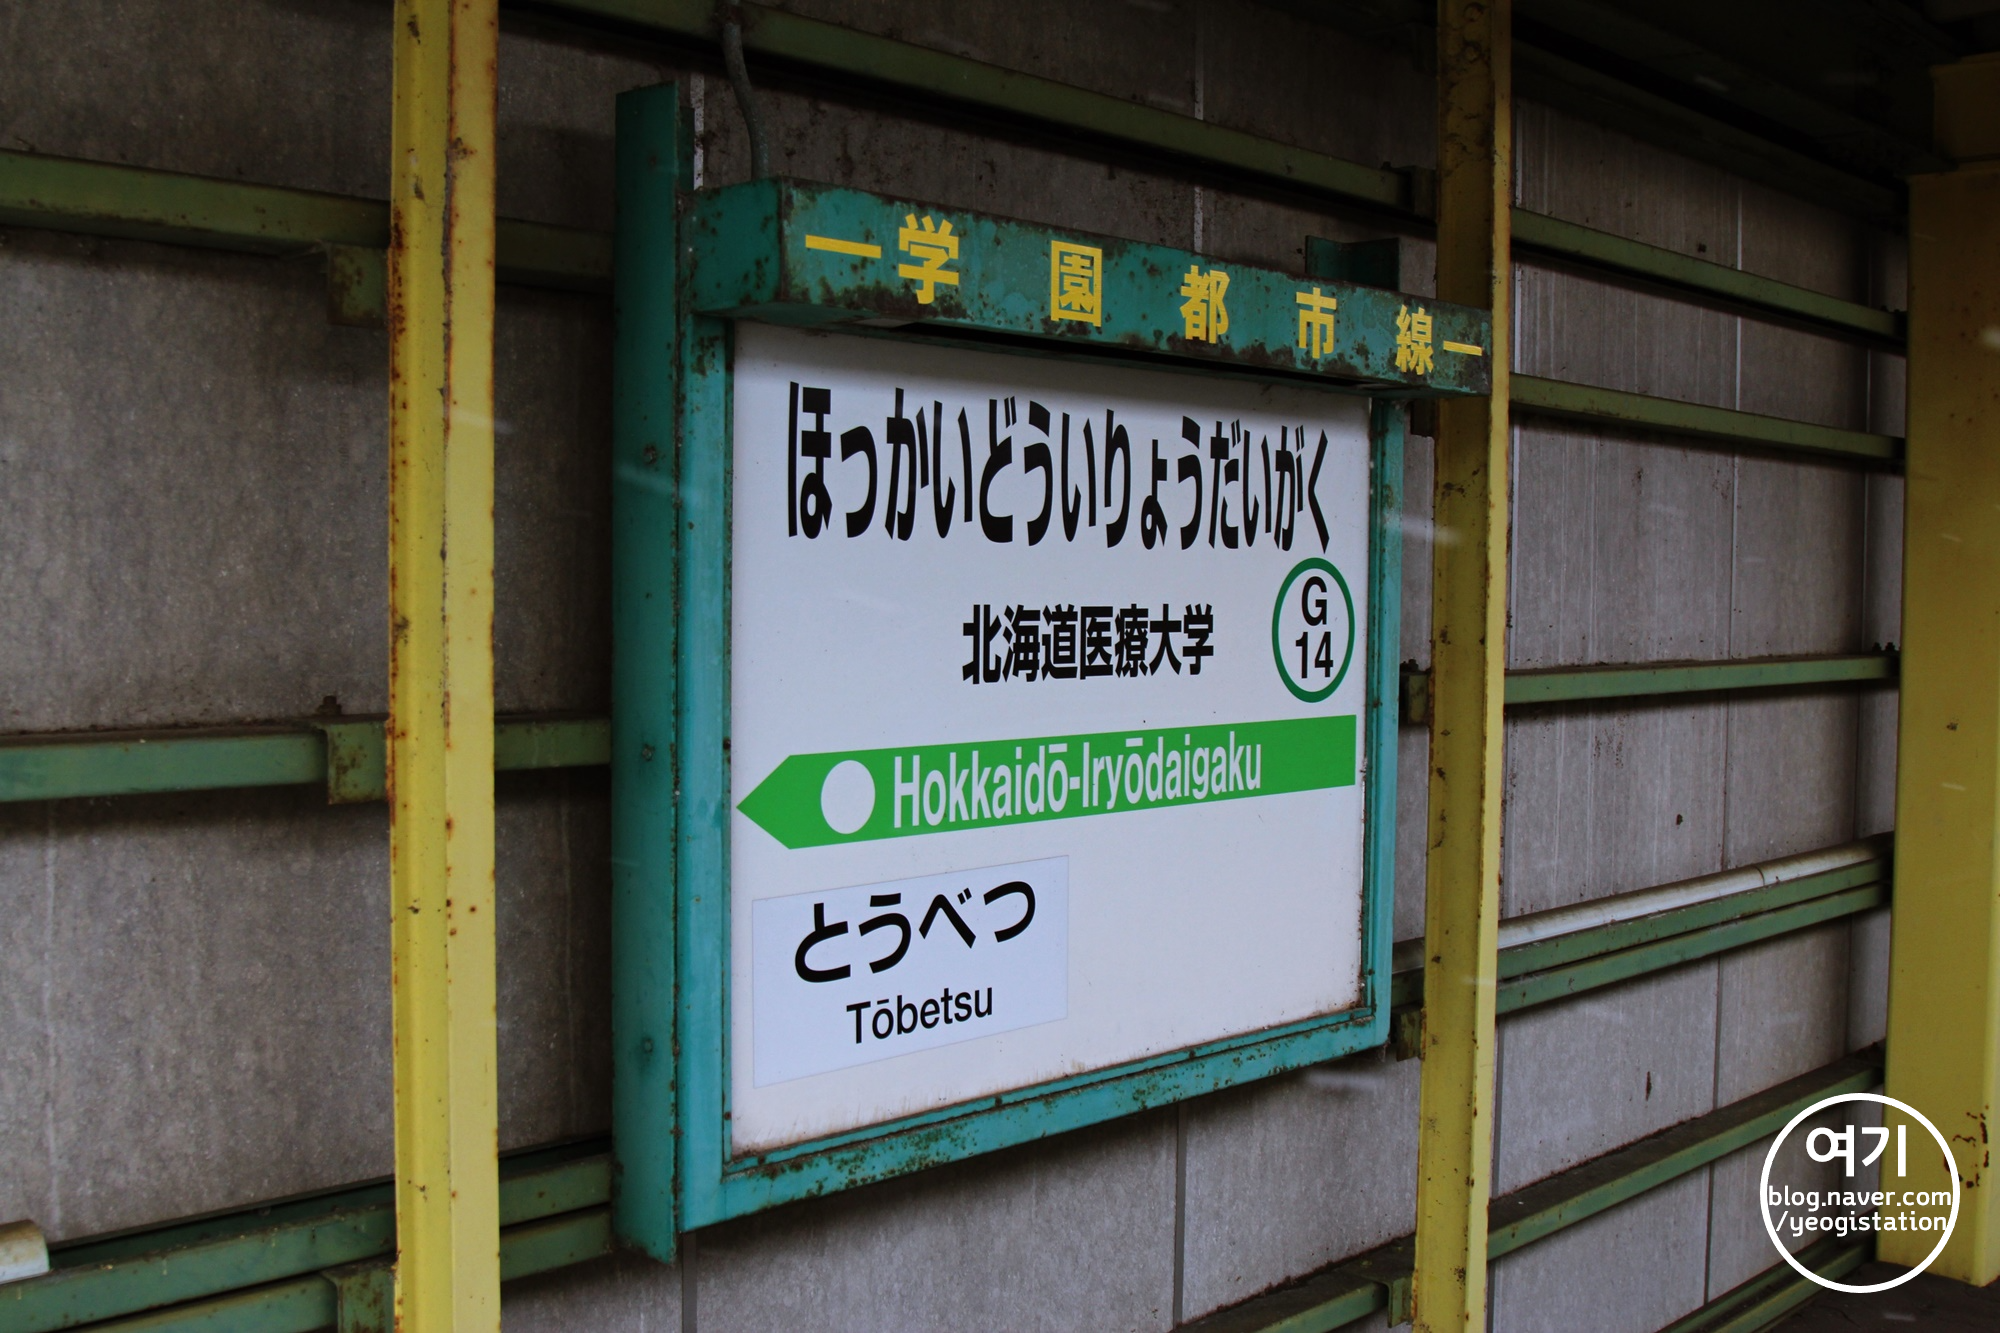 ー学園都市線ー
ほっかいどういりょうだいがく
北海道医療大学
G
14
Hokkaidō-Iryōdaigaku
とうべつ
Tōbetsu
여기
blog.naver.com
/yeogistation